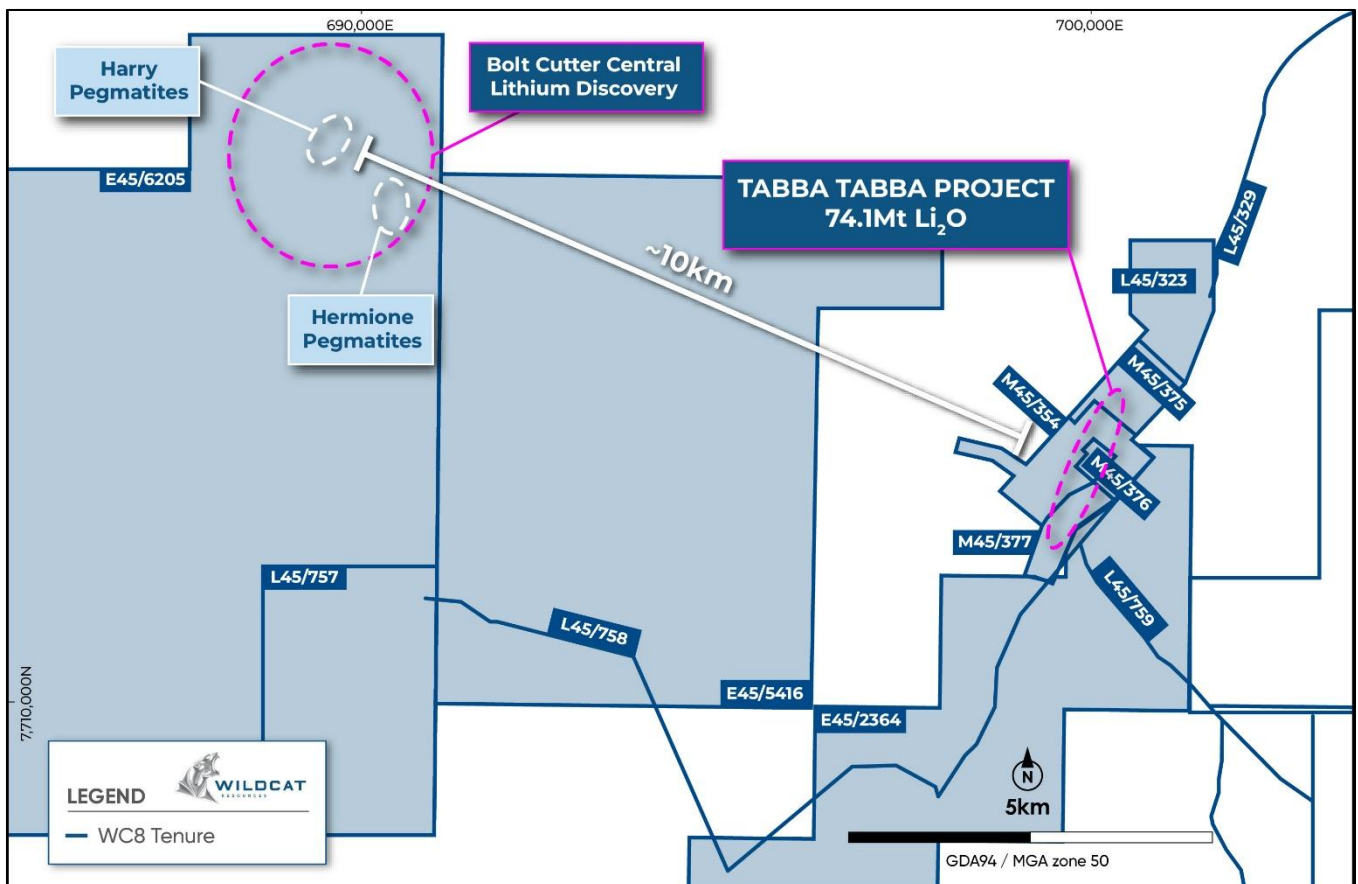 690,000E
700,000E
Harry
Pegmatites
Bolt Cutter Central
Lithium Discovery
E45/6205
TABBA TABBA PROJECT
74.1Mt Li₂O
L45/329
~10km
L45/323
Hermione
Pegmatites
M45/375
M45/354
M45/376
M45/377
L45/757
L45/759
L45/758
7,710,000N
E45/5416
E45/2364
LEGEND
WILDCAT
RESOURCES
WC8 Tenure
N
5km
GDA94 / MGA zone 50